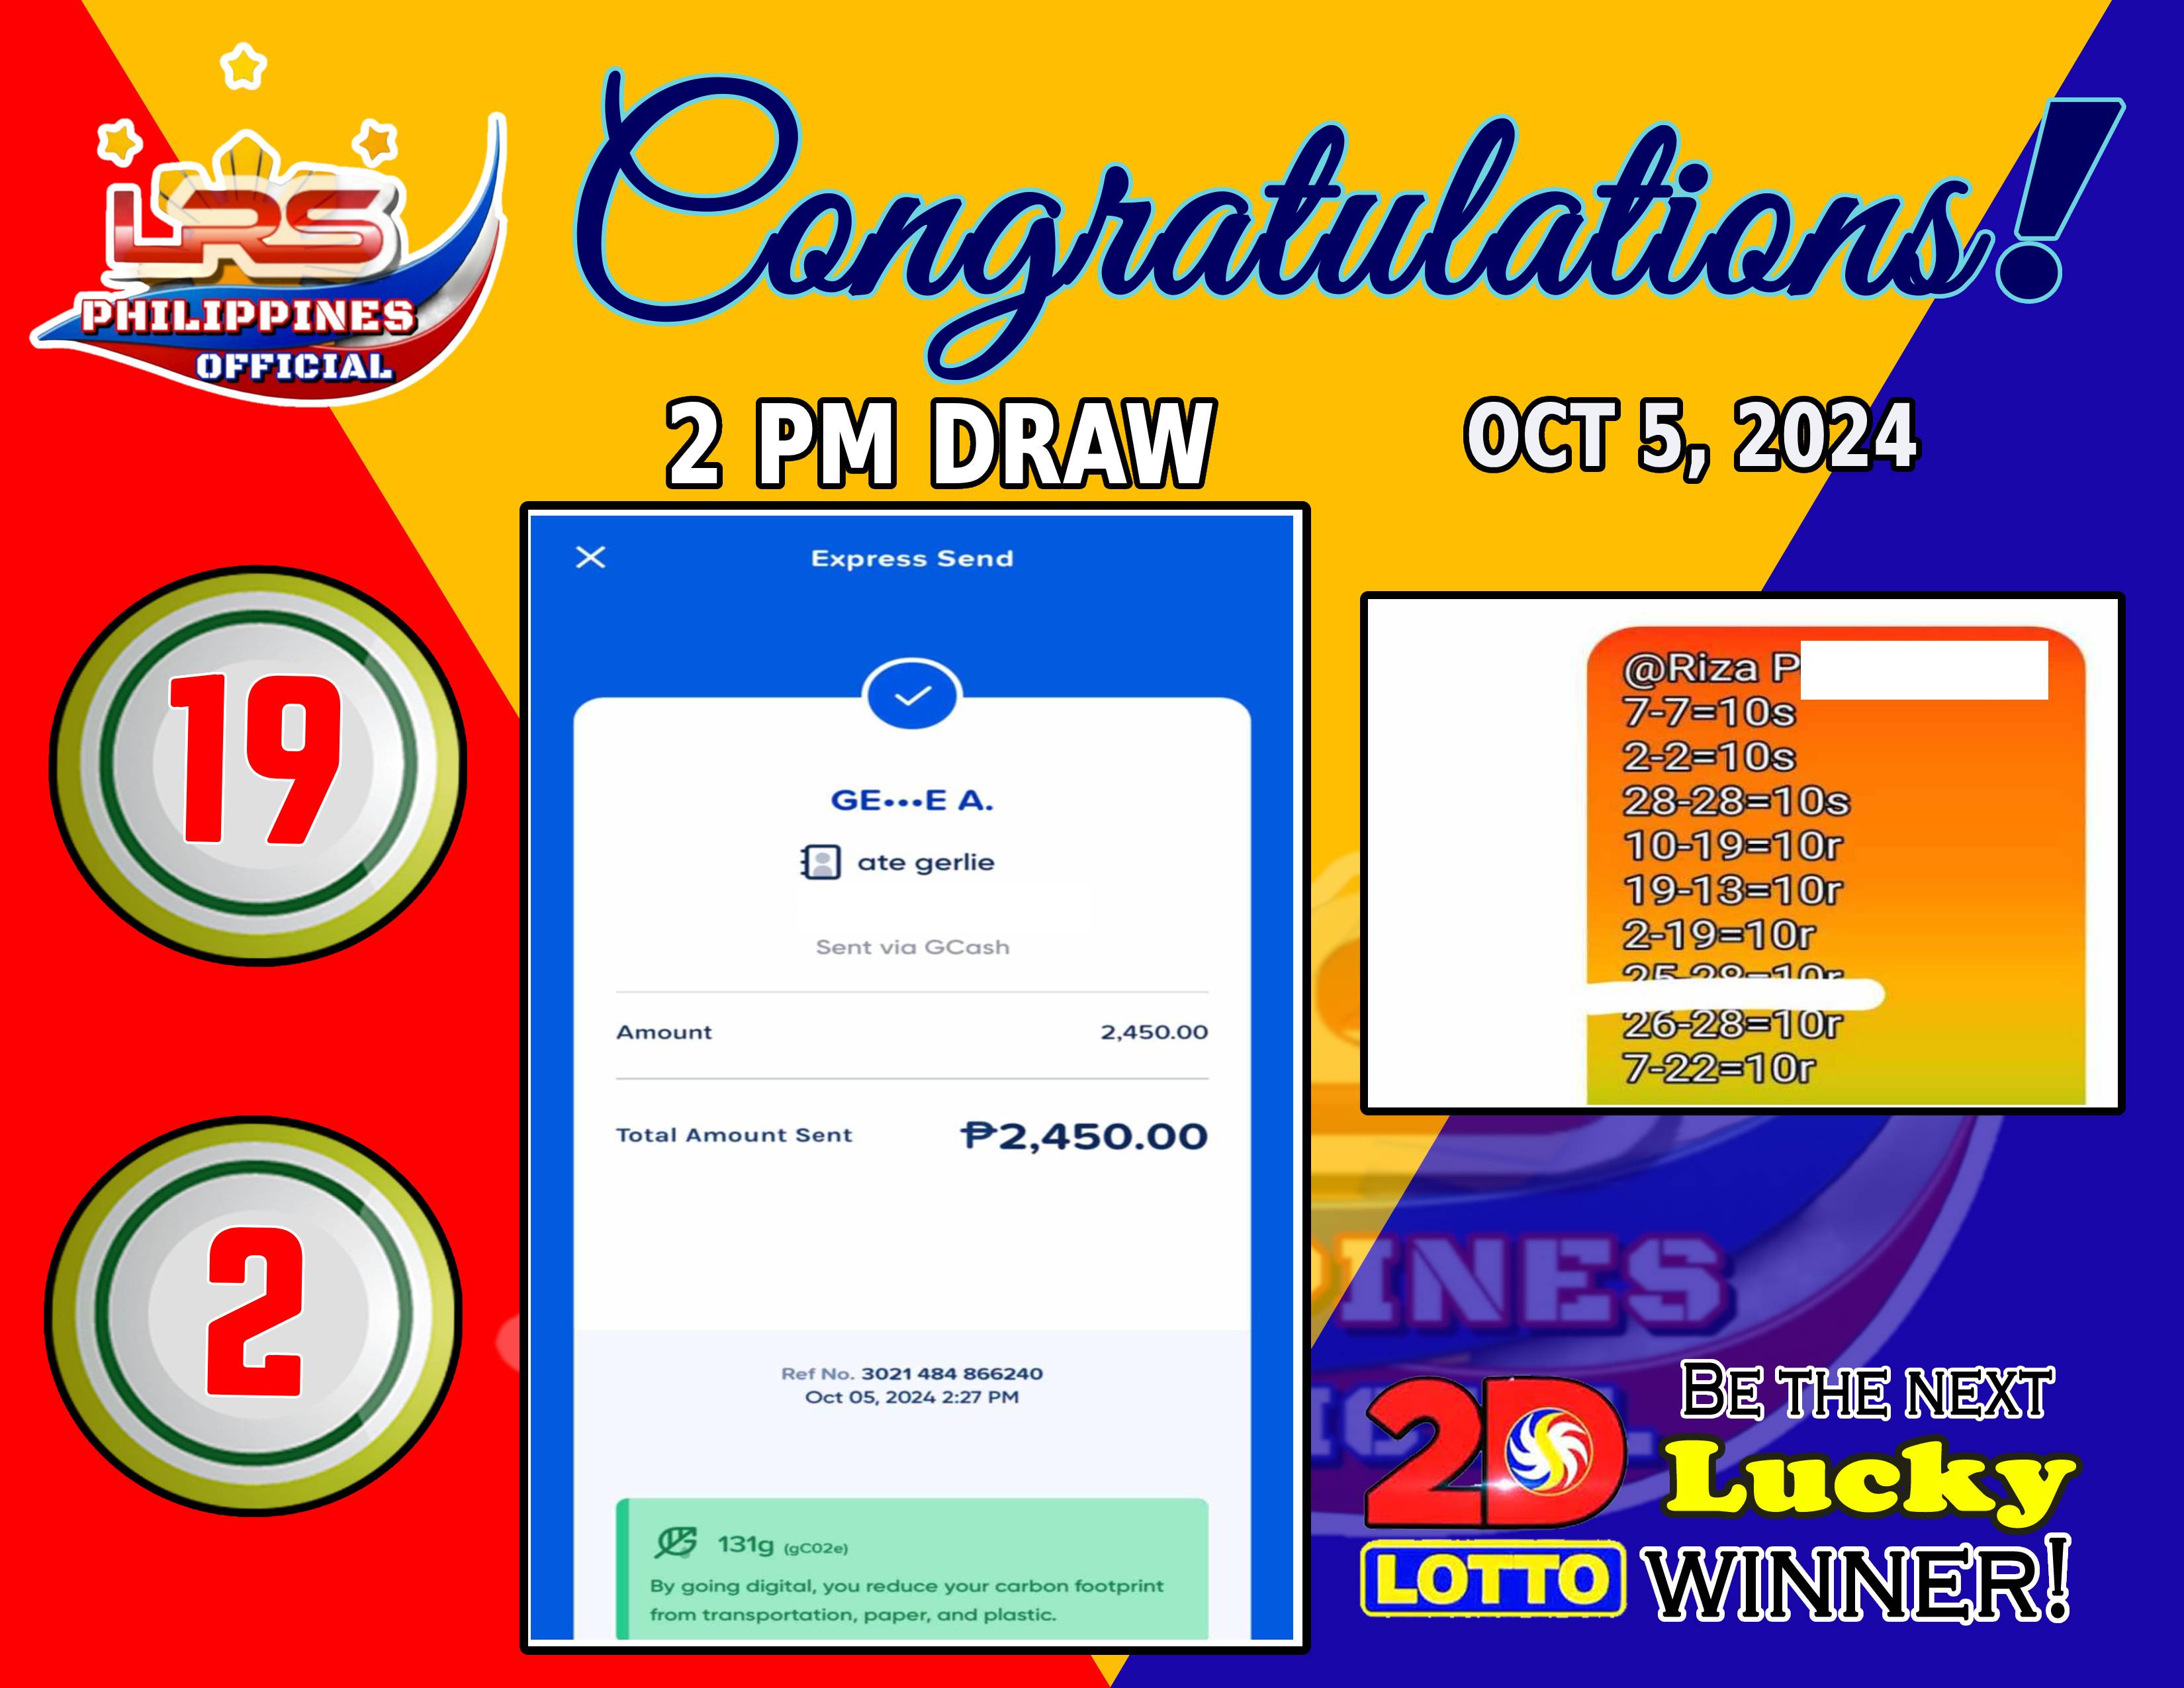 LRS
PHILIPPINES
OFFICIAL
Congratulations!
2 PM DRAW
OCT 5, 2024
19
2
Express Send
GE•••E A.
ate gerlie
Sent via GCash
Amount 2,450.00
Total Amount Sent ₱2,450.00
Ref No. 3021 484 866240
Oct 05, 2024 2:27 PM
131g (gCO2e)
By going digital, you reduce your carbon footprint
from transportation, paper, and plastic.
@Riza P
7-7=10s
2-2=10s
28-28=10s
10-19=10r
19-13=10r
2-19=10r
26-28=10r
7-22=10r
PINES
2D
LOTTO
BE THE NEXT
Lucky
WINNER!